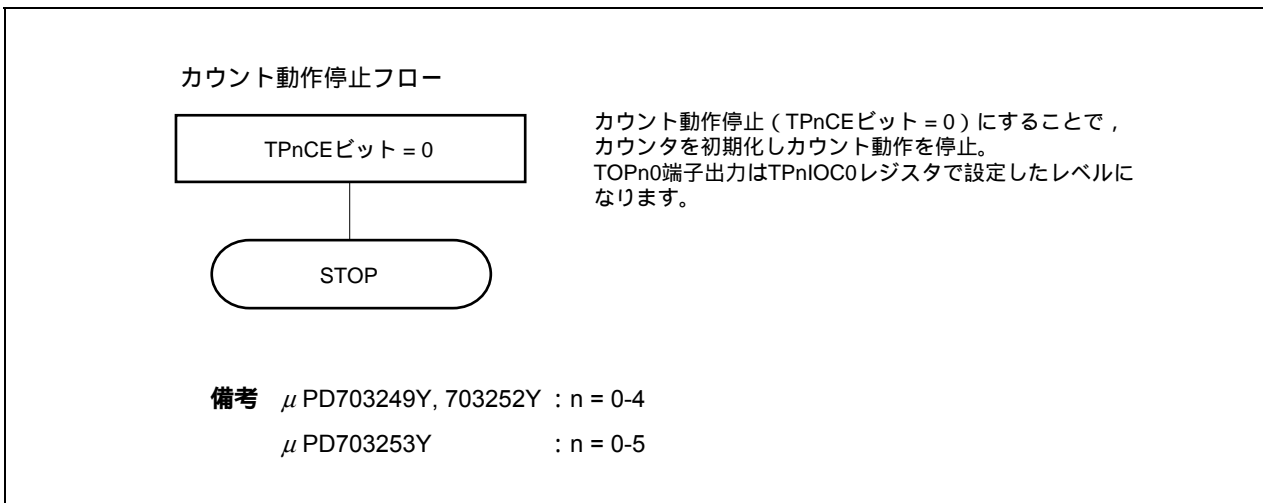 カウント動作停止フロー
TPnCEビット = 0
カウント動作停止（TPnCEビット = 0）にすることで，
カウンタを初期化しカウント動作を停止。
TOPn0端子出力はTPnIOC0レジスタで設定したレベルに
なります。
STOP
備考 μ PD703249Y, 703252Y : n = 0-4
μ PD703253Y : n = 0-5